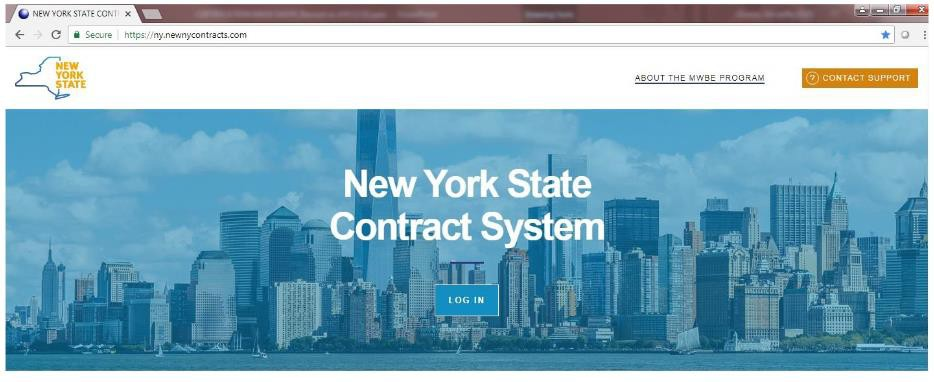 NEW YORK STATE CONTI
Secure
https://ny.newnycontracts.com
NEW
YORK
STATE
ABOUT THE MWBE PROGRAM
? CONTACT SUPPORT
New York State
Contract System
LOG IN